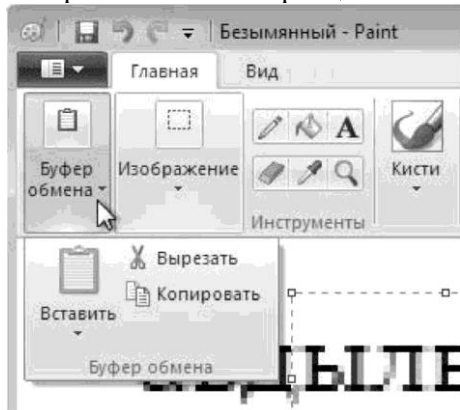 Безымянный - Paint
Главная Вид
Буфер обмена
Изображение
A
Инструменты
Кисти
Вставить
Вырезать
Копировать
Буфер обмена